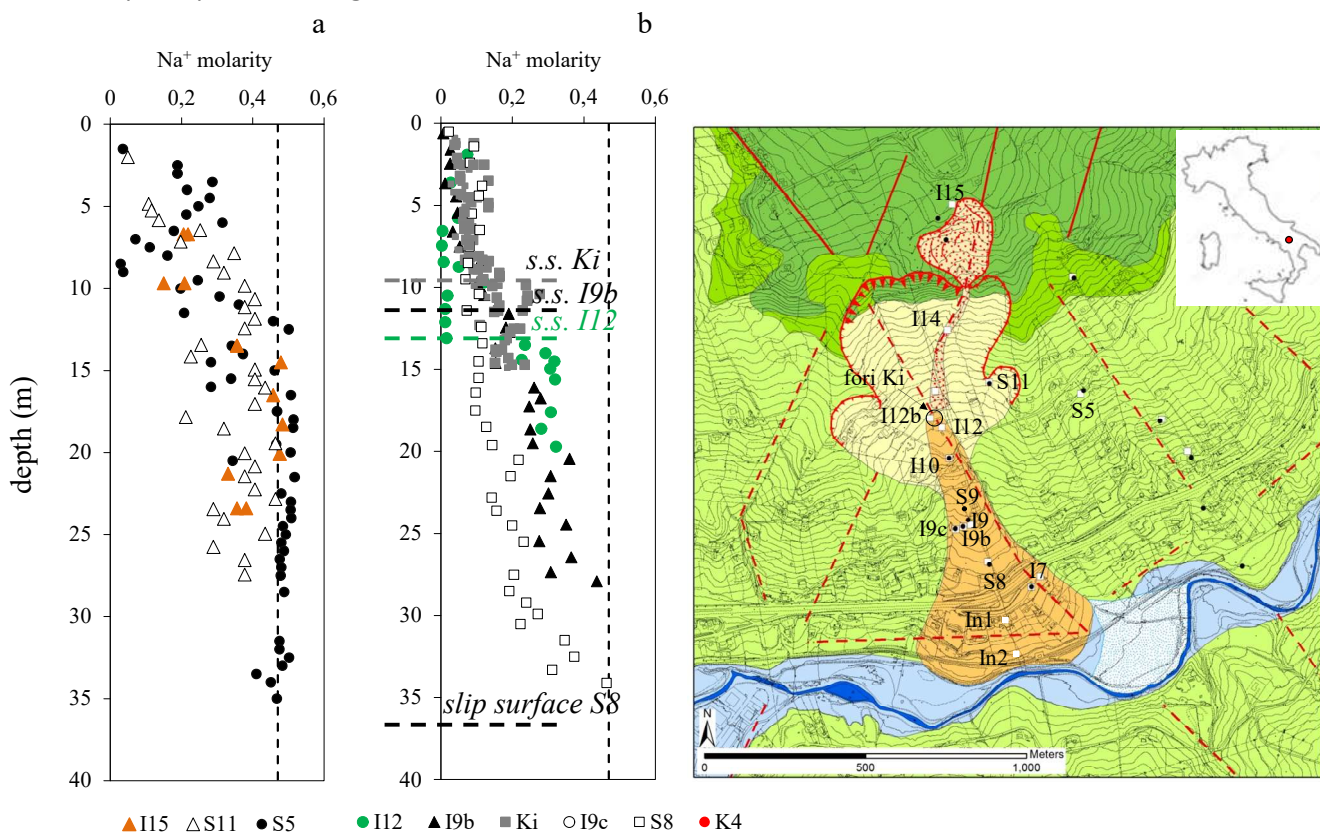 a
Na⁺ molarity
0 0,2 0,4 0,6
0
5
10
15
20
25
30
35
40
depth (m)
b
Na⁺ molarity
0 0,2 0,4 0,6
0
5
10
15
20
25
30
35
40
s.s. Ki
s.s. I9b
s.s. I12
slip surface S8
I15 S11 S5 I12 I9b Ki I9c S8 K4
I15
I14
S11
fori Ki
S5
I12b
I12
I10
S9
I9
I9c
I9b
S8
I7
In1
In2
N
Meters
0 500 1,000